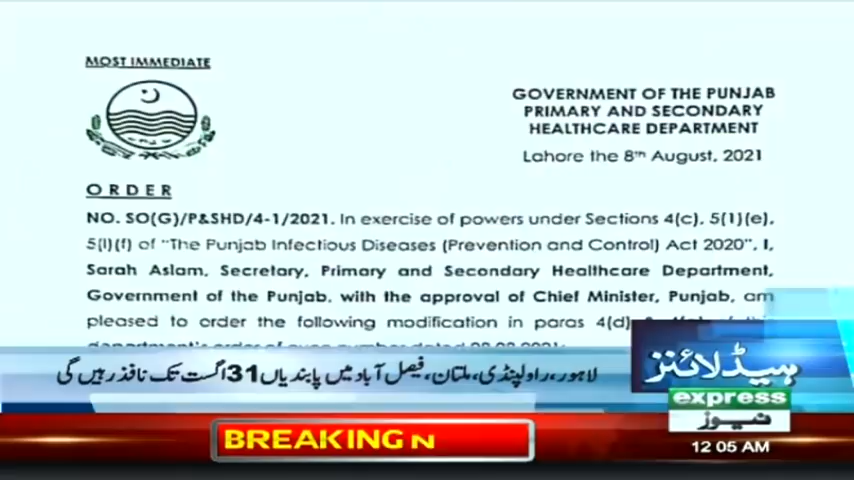 MOST IMMEDIATE
GOVERNMENT OF THE PUNJAB
PRIMARY AND SECONDARY
HEALTHCARE DEPARTMENT
Lahore the 8th August, 2021
ORDER
NO. SO(G)/P&SHD/4-1/2021. In exercise of powers under Sections 4(c), 5(1)(e),
5(l)(f) of "The Punjab Infectious Diseases (Prevention and Control) Act 2020", I,
Sarah Aslam, Secretary, Primary and Secondary Healthcare Department,
Government of the Punjab, with the approval of Chief Minister, Punjab, am
pleased to order the following modification in paras 4(d)
ہیڈلائنز
لاہور، راولپنڈی، ملتان، فیصل آباد میں پابندیاں 31 اگست تک نافذ رہیں گی
express
نیوز
BREAKING N
12:05 AM